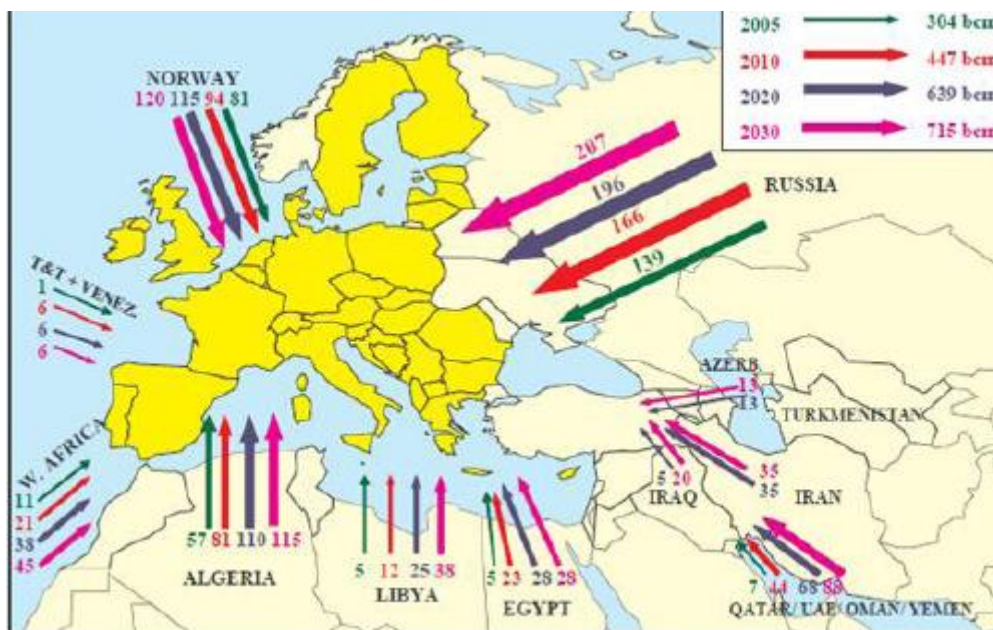 2005 304 bcm
2010 447 bcm
2020 639 bcm
2030 715 bcm
NORWAY
120 115 94 81
207
196
166
139
RUSSIA
T&T + VENEZ.
1
6
6
6
AZERB.
13
13
TURKMENISTAN
W. AFRICA
11
21
38
45
5 20
IRAQ
35
35
IRAN
57 81 110 115
ALGERIA
5 12 25 38
LIBYA
5 23 28 28
EGYPT
7 44 68 88
QATAR/ UAE/ OMAN/ YEMEN